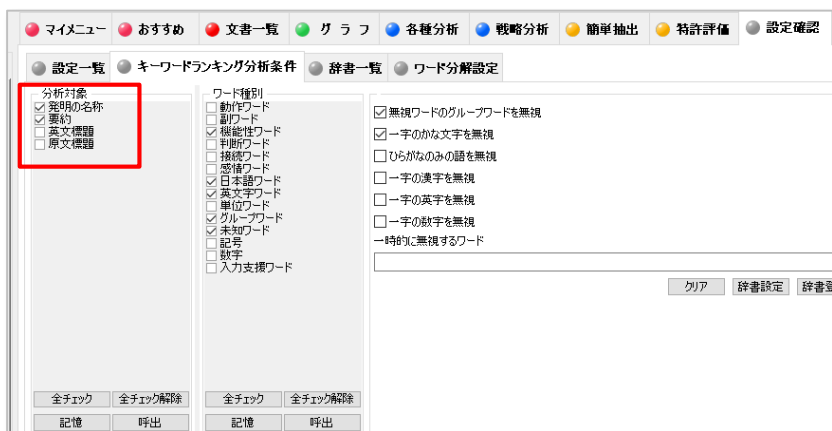 マイメニュー おすすめ 文書一覧 グラフ 各種分析 戦略分析 簡単抽出 特許評価 設定確認
設定一覧 キーワードランキング分析条件 辞書一覧 ワード分解設定
分析対象
発明の名称
要約
英文標題
原文標題
全チェック 全チェック解除
記憶 呼出
ワード種別
動作ワード
副ワード
機能性ワード
判断ワード
接続ワード
感情ワード
日本語ワード
英文字ワード
単位ワード
グループワード
未知ワード
記号
数字
入力支援ワード
全チェック 全チェック解除
記憶 呼出
無視ワードのグループワードを無視
一字のかな文字を無視
ひらがなのみの語を無視
一字の漢字を無視
一字の英字を無視
一字の数字を無視
一時的に無視するワード
クリア 辞書設定 辞書登